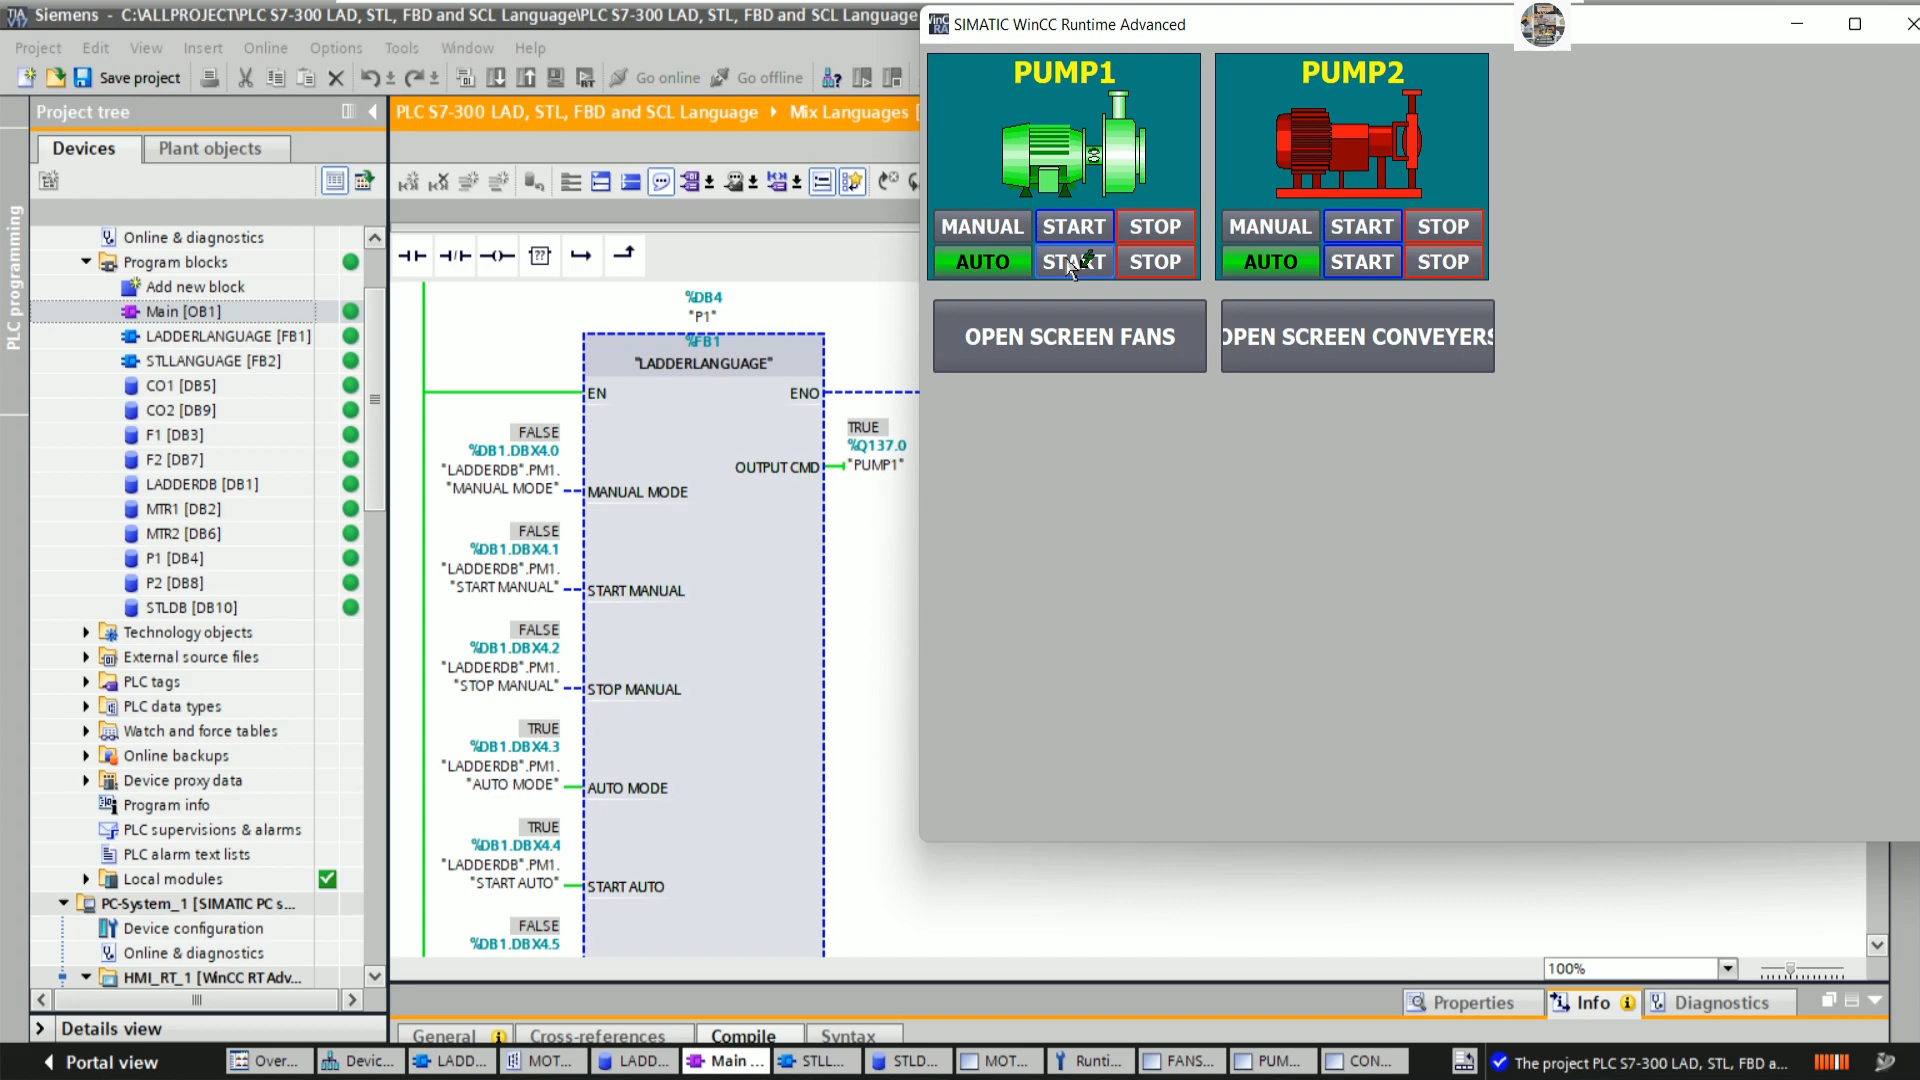 Siemens - C:\ALLPROJECT\PLC S7-300 LAD, STL, FBD and SCL Language\PLC S7-300 LAD, STL, FBD and SCL Language
Project Edit View Insert Online Options Tools Window Help
Save project
Go online
Go offline
Project tree
PLC S7-300 LAD, STL, FBD and SCL Language
Mix Languages [
Devices
Plant objects
PLC programming
Online & diagnostics
Program blocks
Add new block
Main [OB1]
LADDERLANGUAGE [FB1]
STLLANGUAGE [FB2]
CO1 [DB5]
CO2 [DB9]
F1 [DB3]
F2 [DB7]
LADDERDB [DB1]
MTR1 [DB2]
MTR2 [DB6]
P1 [DB4]
P2 [DB8]
STLDB [DB10]
Technology objects
External source files
PLC tags
PLC data types
Watch and force tables
Online backups
Device proxy data
Program info
PLC supervisions & alarms
PLC alarm text lists
Local modules
PC-System_1 [SIMATIC PC s...
Device configuration
Online & diagnostics
HMI_RT_1 [WinCC RT Adv...
Details view
??
%DB4
"P1"
%FB1
"LADDERLANGUAGE"
EN
ENO
FALSE
%DB1.DBX4.0
"LADDERDB".PM1.
"MANUAL MODE"
MANUAL MODE
OUTPUT CMD
TRUE
%Q137.0
"PUMP1"
FALSE
%DB1.DBX4.1
"LADDERDB".PM1.
"START MANUAL"
START MANUAL
FALSE
%DB1.DBX4.2
"LADDERDB".PM1.
"STOP MANUAL"
STOP MANUAL
TRUE
%DB1.DBX4.3
"LADDERDB".PM1.
"AUTO MODE"
AUTO MODE
TRUE
%DB1.DBX4.4
"LADDERDB".PM1.
"START AUTO"
START AUTO
FALSE
%DB1.DBX4.5
SIMATIC WinCC Runtime Advanced
PUMP1
MANUAL START STOP
AUTO START STOP
PUMP2
MANUAL START STOP
AUTO START STOP
OPEN SCREEN FANS
OPEN SCREEN CONVEYERS
100%
Properties
Info
Diagnostics
General
Cross-references
Compile
Syntax
Portal view
Over...
Devic...
LADD...
MOT...
LADD...
Main ...
STLL...
STLD...
MOT...
Runti...
FANS...
PUM...
CON...
The project PLC S7-300 LAD, STL, FBD a...